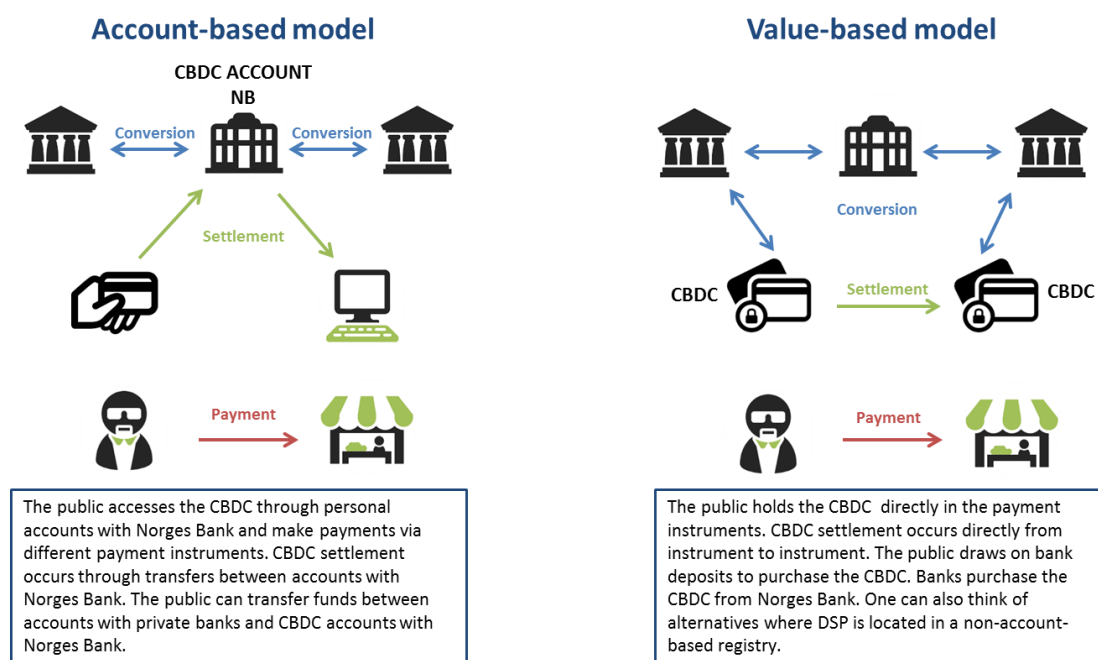 Account-based model
CBDC ACCOUNT
NB
Conversion
Conversion
Settlement
Payment
The public accesses the CBDC through personal
accounts with Norges Bank and make payments via
different payment instruments. CBDC settlement
occurs through transfers between accounts with
Norges Bank. The public can transfer funds between
accounts with private banks and CBDC accounts with
Norges Bank.
Value-based model
Conversion
CBDC
Settlement
CBDC
Payment
The public holds the CBDC directly in the payment
instruments. CBDC settlement occurs directly from
instrument to instrument. The public draws on bank
deposits to purchase the CBDC. Banks purchase the
CBDC from Norges Bank. One can also think of
alternatives where DSP is located in a non-account-
based registry.